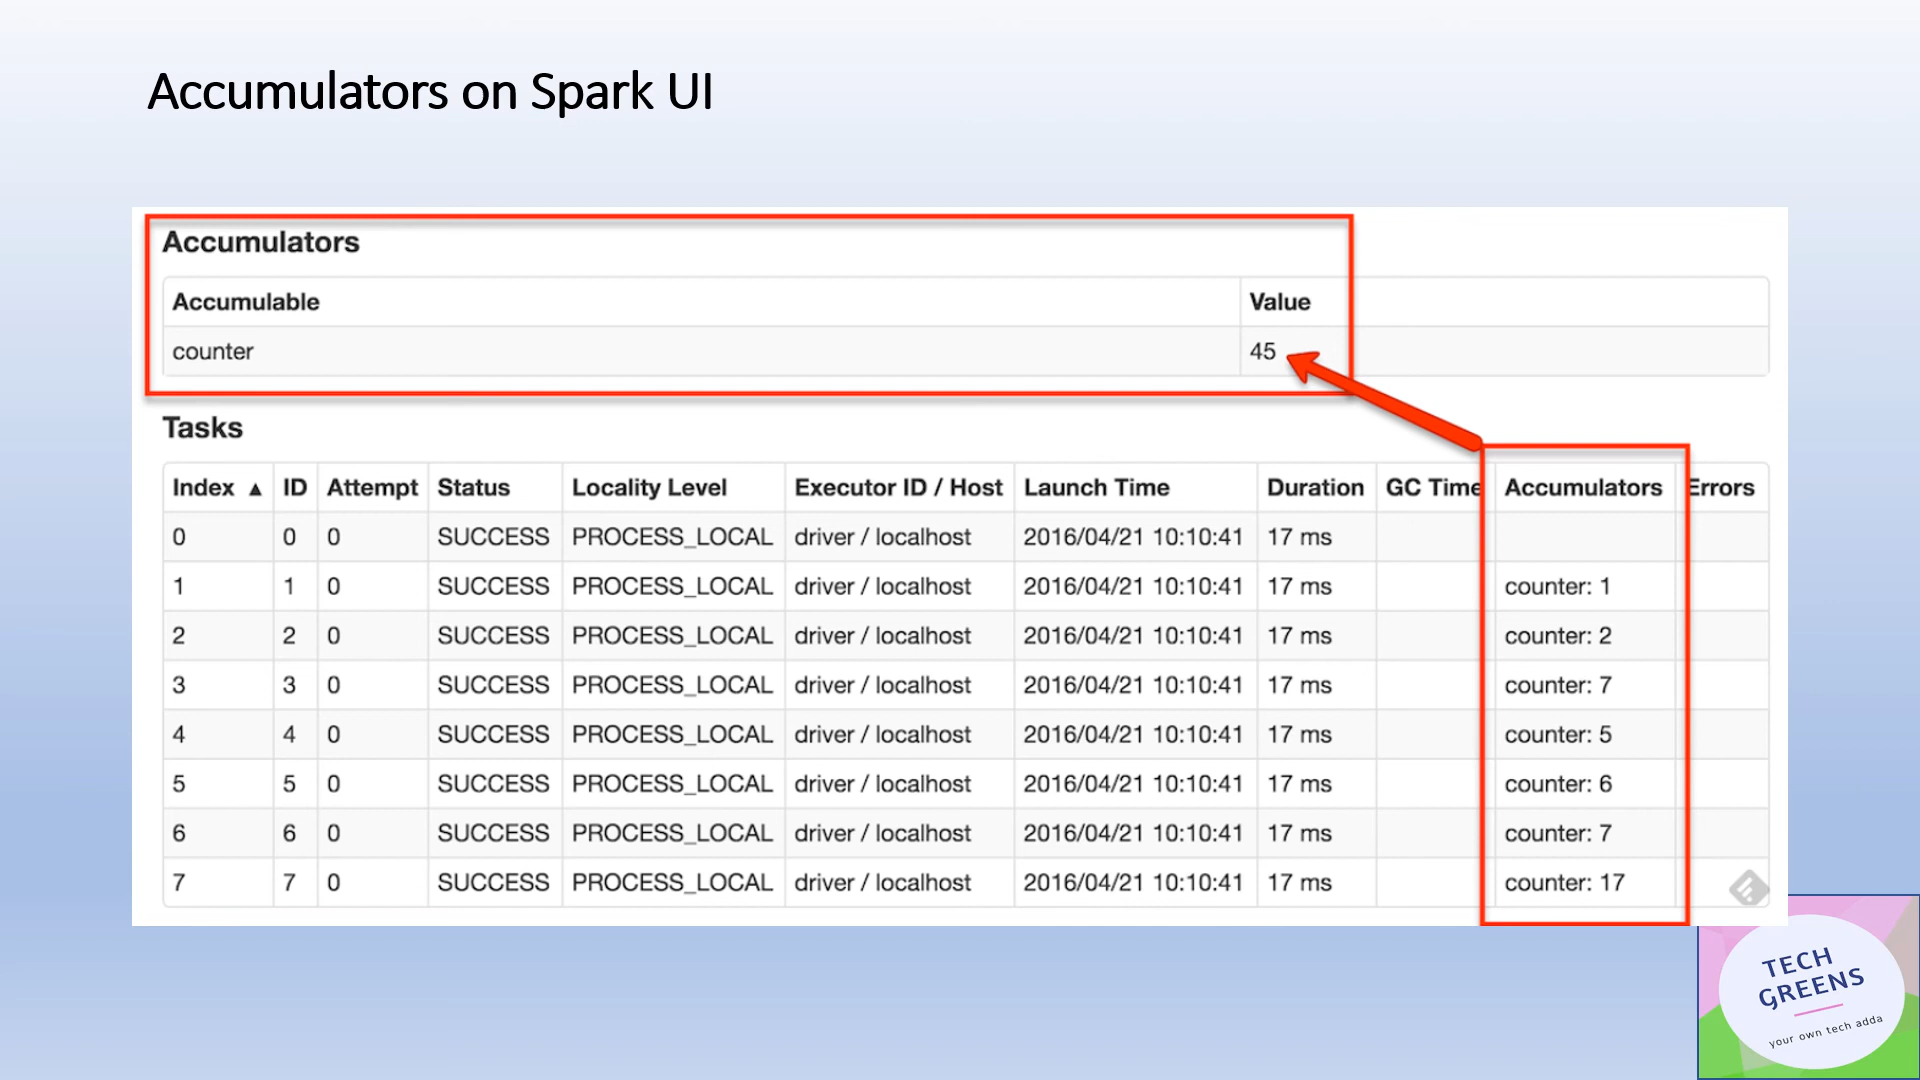 Accumulators on Spark UI
Accumulators
Accumulable Value
counter 45
Tasks
Index ▲ ID Attempt Status Locality Level Executor ID / Host Launch Time Duration GC Time Accumulators Errors
0 0 0 SUCCESS PROCESS_LOCAL driver / localhost 2016/04/21 10:10:41 17 ms
1 1 0 SUCCESS PROCESS_LOCAL driver / localhost 2016/04/21 10:10:41 17 ms counter: 1
2 2 0 SUCCESS PROCESS_LOCAL driver / localhost 2016/04/21 10:10:41 17 ms counter: 2
3 3 0 SUCCESS PROCESS_LOCAL driver / localhost 2016/04/21 10:10:41 17 ms counter: 7
4 4 0 SUCCESS PROCESS_LOCAL driver / localhost 2016/04/21 10:10:41 17 ms counter: 5
5 5 0 SUCCESS PROCESS_LOCAL driver / localhost 2016/04/21 10:10:41 17 ms counter: 6
6 6 0 SUCCESS PROCESS_LOCAL driver / localhost 2016/04/21 10:10:41 17 ms counter: 7
7 7 0 SUCCESS PROCESS_LOCAL driver / localhost 2016/04/21 10:10:41 17 ms counter: 17
TECH
GREENS
your own tech adda